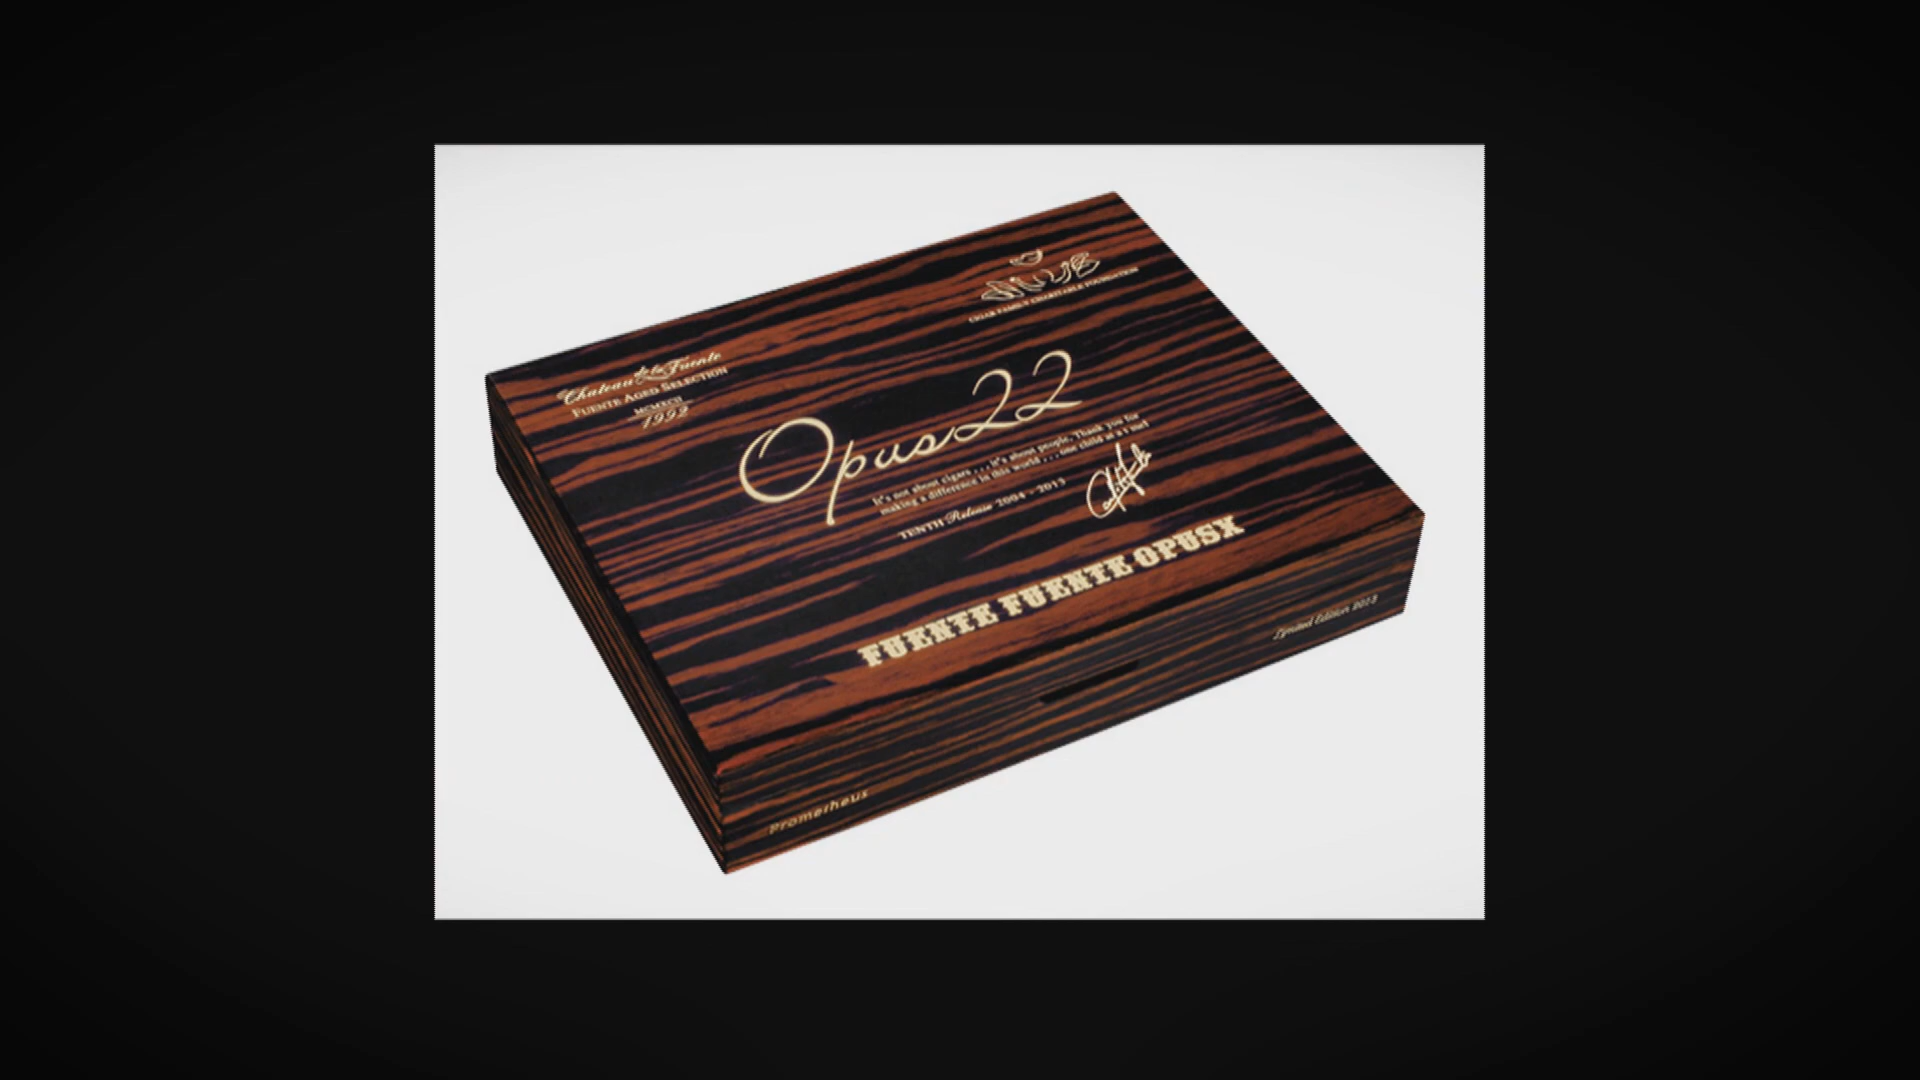 CIGAR FAMILY CHARITABLE FOUNDATION
Chateau de la Fuente
FUENTE AGED SELECTION
MCMXCII
1992
Opus22
It's not about cigars . . . it's about people. Thank you for
making a difference in this world . . . one child at a time!
TENTH Release 2004 - 2013
FUENTE FUENTE OPUSX
Limited Edition 2013
Prometheus